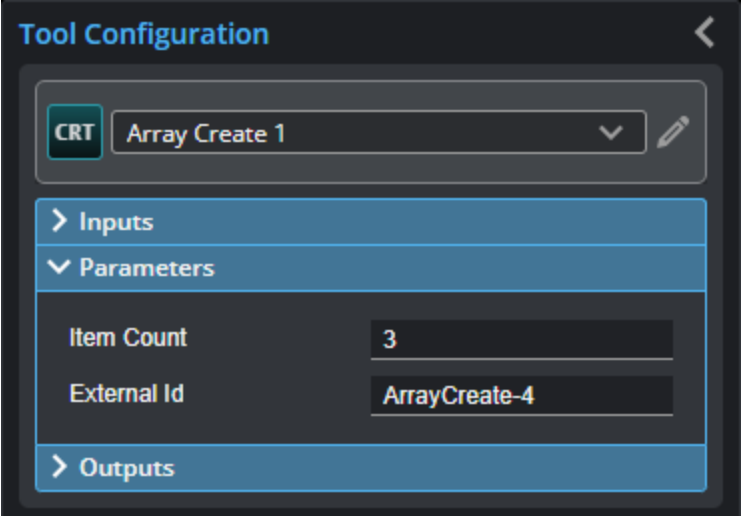 Tool Configuration
CRT Array Create 1
Inputs
Parameters
Item Count 3
External Id ArrayCreate-4
Outputs